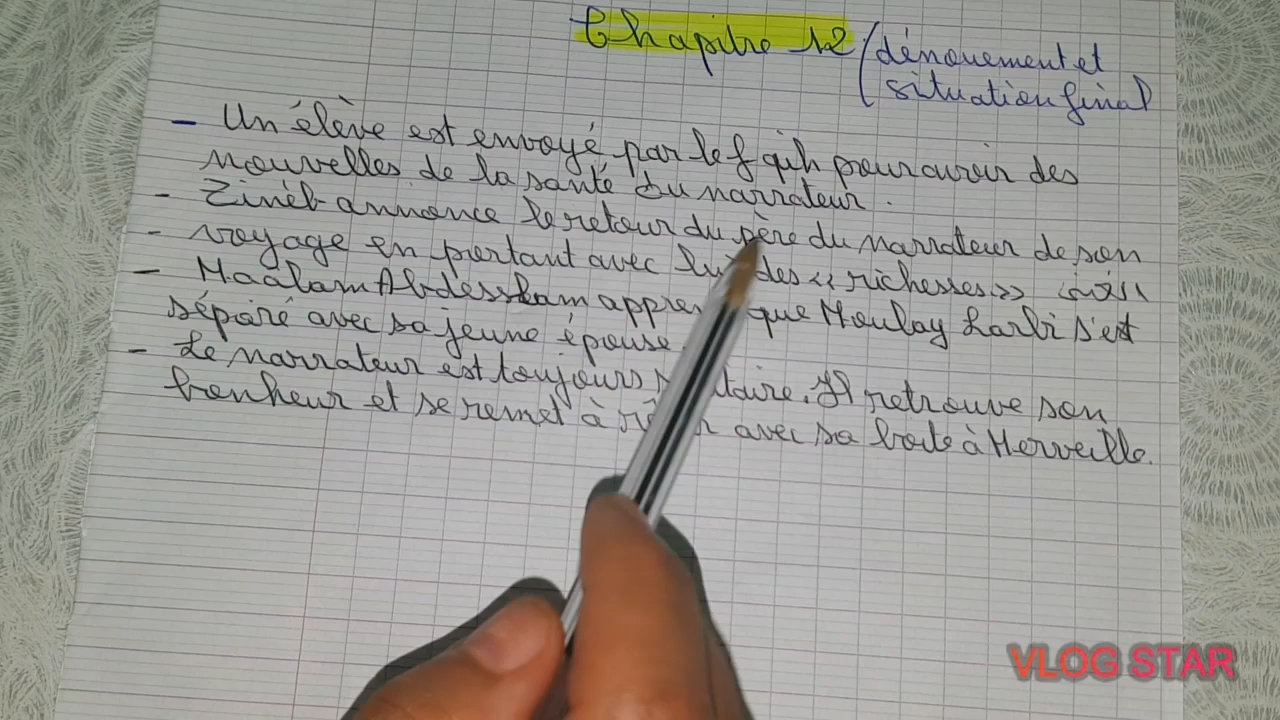 Chapitre 12 (dénouement et
situation final
- Un élève est envoyé par le fqih pour avoir des
nouvelles de la santé du narrateur.
- Zineb annonce le retour du père du narrateur de son
- voyage en portant avec lui des << richesses >>
- Maâlam Abdesslam apprend que Moulay Larbi s'est
séparé avec sa jeune épouse
- Le narrateur est toujours solitaire. Il retrouve son
bonheur et se remet à rêver avec sa boite à Merveille.
VLOG STAR